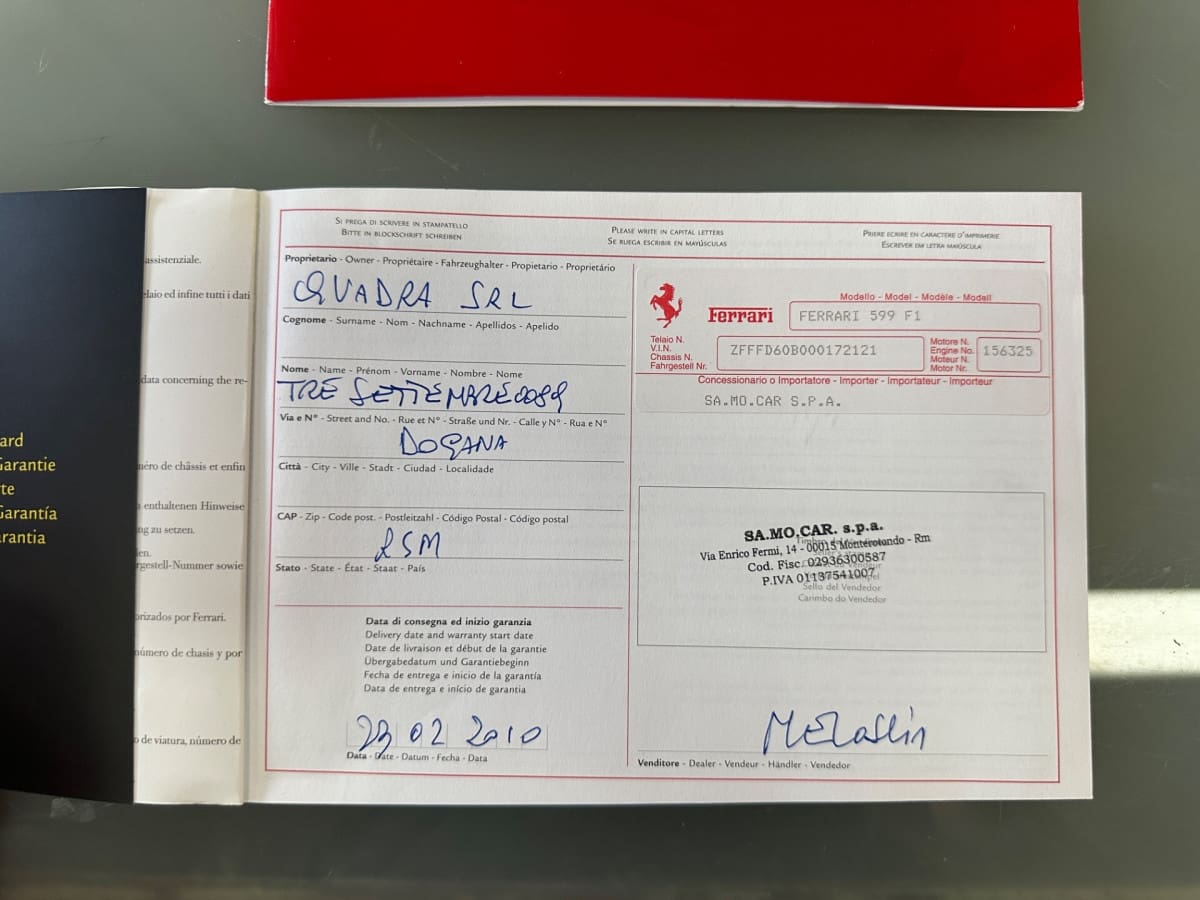 SI PREGA DI SCRIVERE IN STAMPATELLO
BITTE IN BLOCKSCHRIFT SCHREIBEN
PLEASE WRITE IN CAPITAL LETTERS
SE RUEGA ESCRIBIR EN MAYÚSCULAS
PRIERE ECRIRE EN CARACTERE D'IMPRIMERIE
ESCREVER EM LETRA MAIÚSCULA
Proprietario - Owner - Propriétaire - Fahrzeughalter - Propietario - Proprietário
QUADRA SRL
Cognome - Surname - Nom - Nachname - Apellidos - Apelido
Nome - Name - Prénom - Vorname - Nombre - Nome
TRE SETTEMBRE
Via e N° - Street and No. - Rue et N° - Straße und Nr. - Calle y N° - Rua e N°
DOGANA
Città - City - Ville - Stadt - Ciudad - Localidade
CAP - Zip - Code post. - Postleitzahl - Código Postal - Código postal
RSM
Stato - State - État - Staat - País
Data di consegna ed inizio garanzia
Delivery date and warranty start date
Date de livraison et début de la garantie
Übergabedatum und Garantiebeginn
Fecha de entrega e inicio de la garantía
Data de entrega e início de garantia
23 02 2010
Data - Date - Datum - Fecha - Data
Modello - Model - Modèle - Modell
Ferrari
FERRARI 599 F1
Telaio N.
V.I.N.
Chassis N.
Fahrgestell Nr.
ZFFFD60B000172121
Motore N.
Engine No.
Moteur N.
Motor Nr.
156325
Concessionario o Importatore - Importer - Importateur - Importeur
SA.MO.CAR S.P.A.
SA.MO.CAR. s.p.a.
Via Enrico Fermi, 14 - 00015 Monterotondo - Rm
Cod. Fisc. 02936300587
P.IVA 01137541007
Sello del Vendedor
Carimbo do Vendedor
Venditore - Dealer - Vendeur - Händler - Vendedor
assistenziale.
elaio ed infine tutti i dati
data concerning the re-
néro de châssis et enfin
enthaltenen Hinweise
ng zu setzen.
en.
rgestell-Nummer sowie
orizados por Ferrari.
número de chasis y por
o de viatura, número de
ard
Garantie
te
Garantía
arantia